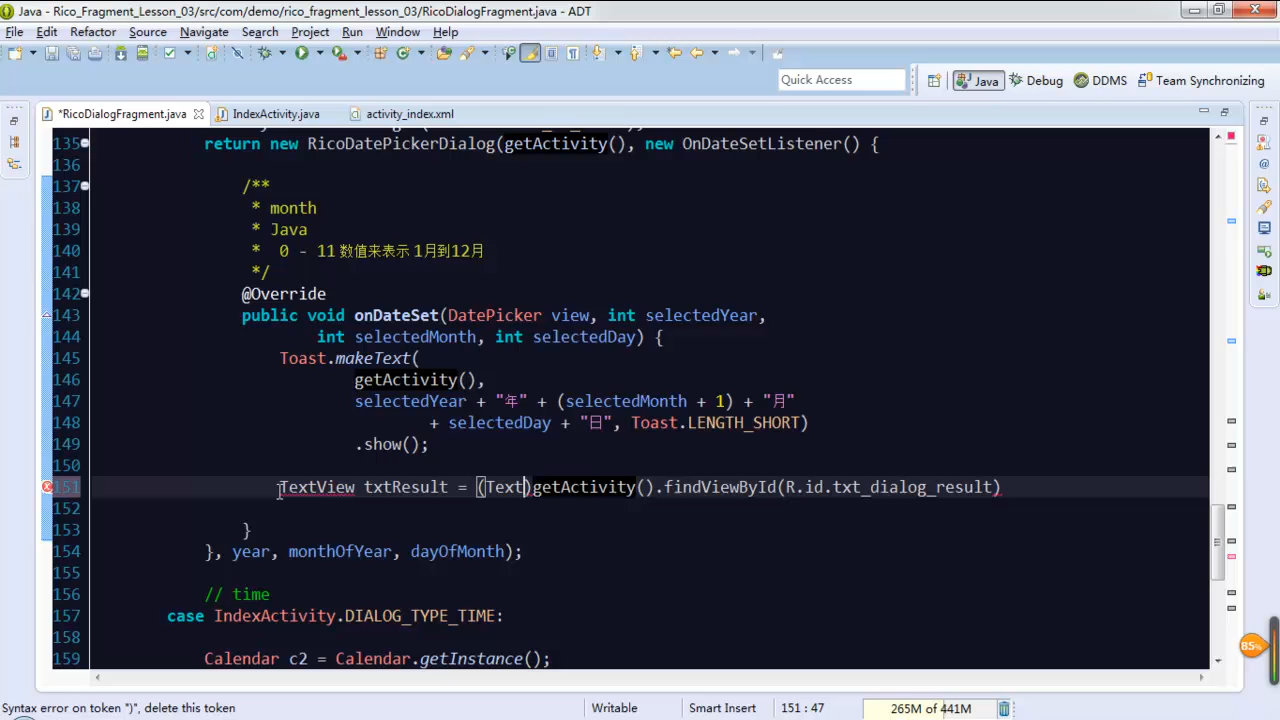 Java - Rico_Fragment_Lesson_03/src/com/demo/rico_fragment_lesson_03/RicoDialogFragment.java - ADT
File Edit Refactor Source Navigate Search Project Run Window Help
Quick Access
Java Debug DDMS Team Synchronizing
*RicoDialogFragment.java IndexActivity.java activity_index.xml
135 return new RicoDatePickerDialog(getActivity(), new OnDateSetListener() {
136
137 /**
138 * month
139 * Java
140 * 0 - 11 数值来表示 1月到12月
141 */
142 @Override
143 public void onDateSet(DatePicker view, int selectedYear,
144 int selectedMonth, int selectedDay) {
145 Toast.makeText(
146 getActivity(),
147 selectedYear + "年" + (selectedMonth + 1) + "月"
148 + selectedDay + "日", Toast.LENGTH_SHORT)
149 .show();
150
151 TextView txtResult = (Text)getActivity().findViewById(R.id.txt_dialog_result)
152
153 }
154 }, year, monthOfYear, dayOfMonth);
155
156 // time
157 case IndexActivity.DIALOG_TYPE_TIME:
158
159 Calendar c2 = Calendar.getInstance();
85%
Syntax error on token ")", delete this token Writable Smart Insert 151 : 47 265M of 441M